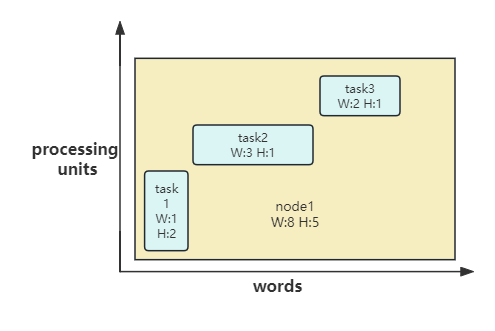 processing
units
task3
W:2 H:1
task2
W:3 H:1
task
1
W:1
H:2
node1
W:8 H:5
words